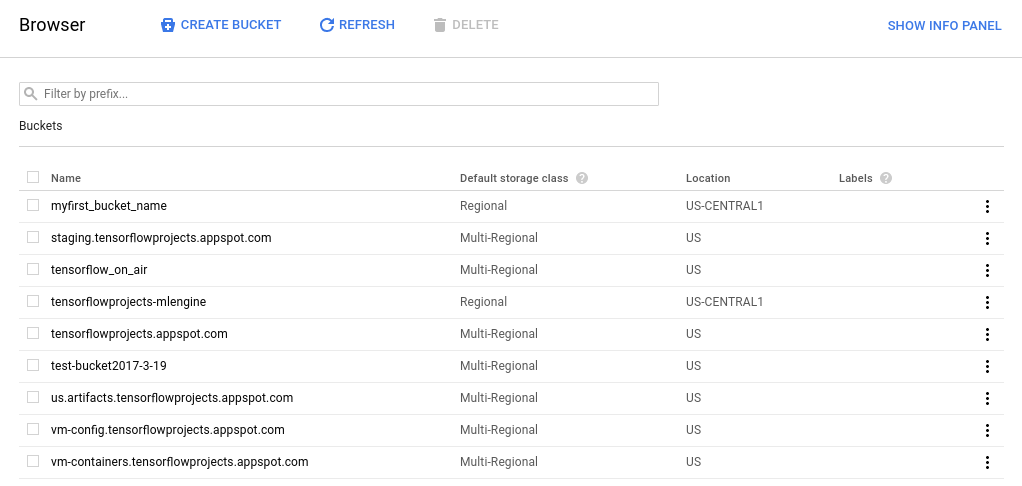 Browser CREATE BUCKET REFRESH DELETE SHOW INFO PANEL
Filter by prefix...
Buckets
Name Default storage class ? Location Labels ?
myfirst_bucket_name Regional US-CENTRAL1
staging.tensorflowprojects.appspot.com Multi-Regional US
tensorflow_on_air Multi-Regional US
tensorflowprojects-mlengine Regional US-CENTRAL1
tensorflowprojects.appspot.com Multi-Regional US
test-bucket2017-3-19 Multi-Regional US
us.artifacts.tensorflowprojects.appspot.com Multi-Regional US
vm-config.tensorflowprojects.appspot.com Multi-Regional US
vm-containers.tensorflowprojects.appspot.com Multi-Regional US